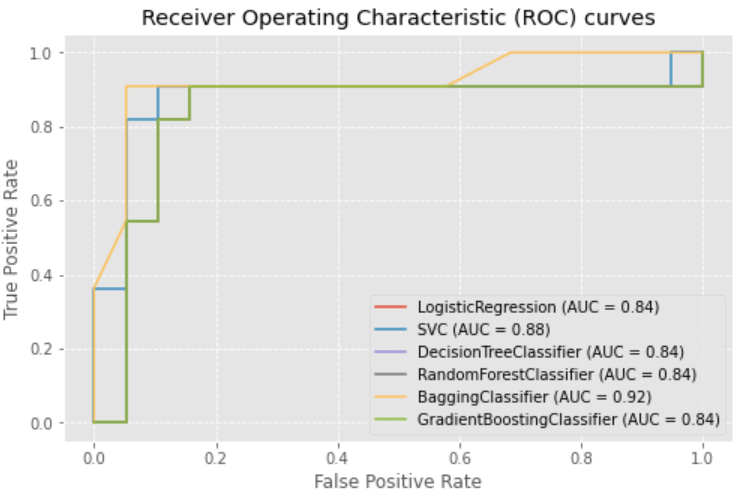 Receiver Operating Characteristic (ROC) curves
True Positive Rate
1.0
0.8
0.6
0.4
0.2
0.0
LogisticRegression (AUC = 0.84)
SVC (AUC = 0.88)
DecisionTreeClassifier (AUC = 0.84)
RandomForestClassifier (AUC = 0.84)
BaggingClassifier (AUC = 0.92)
GradientBoostingClassifier (AUC = 0.84)
0.0 0.2 0.4 0.6 0.8 1.0
False Positive Rate